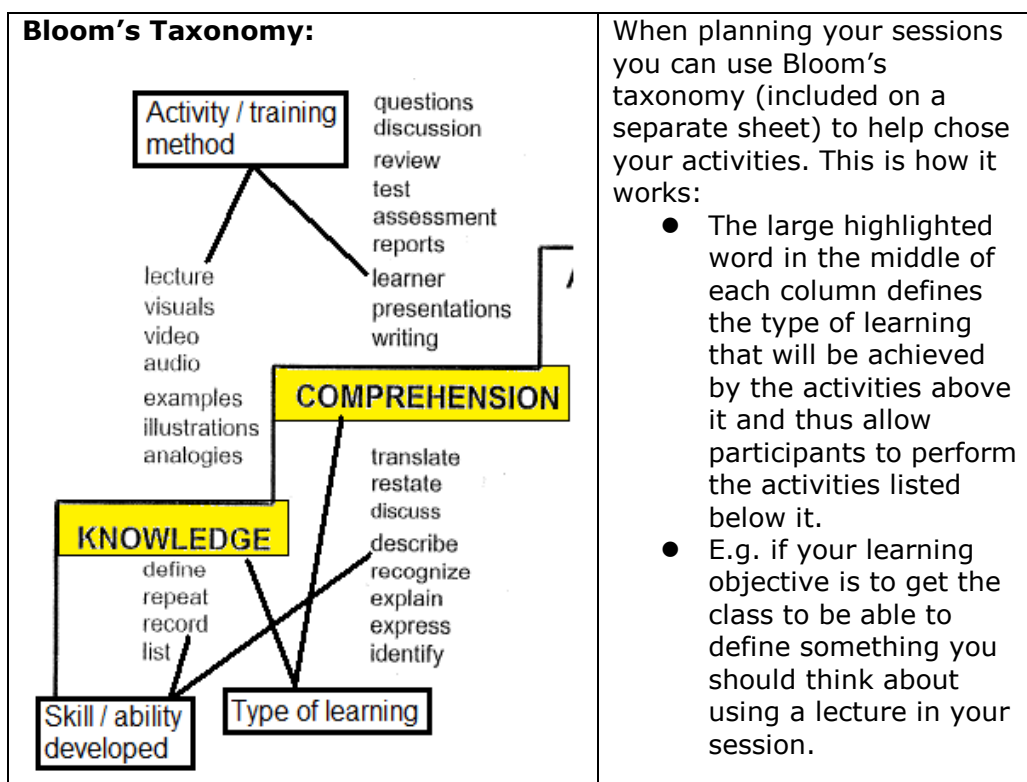 Bloom's Taxonomy:
Activity / training
method
questions
discussion
review
test
assessment
reports
learner
presentations
writing
lecture
visuals
video
audio
examples
illustrations
analogies
COMPREHENSION
translate
restate
discuss
describe
recognize
explain
express
identify
KNOWLEDGE
define
repeat
record
list
Skill / ability
developed
Type of learning
When planning your sessions
you can use Bloom's
taxonomy (included on a
separate sheet) to help chose
your activities. This is how it
works:
● The large highlighted
word in the middle of
each column defines
the type of learning
that will be achieved
by the activities above
it and thus allow
participants to perform
the activities listed
below it.
● E.g. if your learning
objective is to get the
class to be able to
define something you
should think about
using a lecture in your
session.